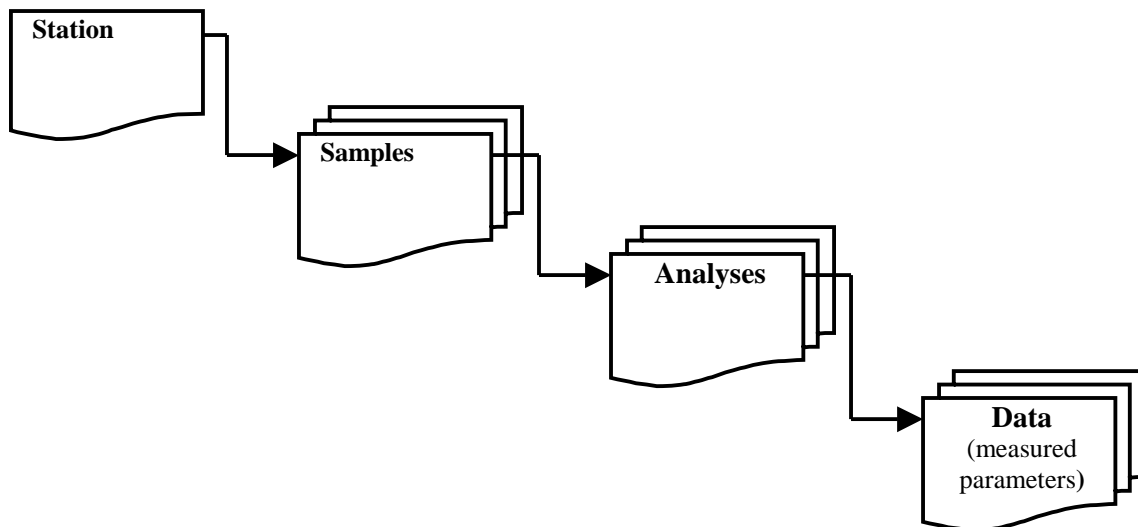 Station
Samples
Analyses
Data
(measured
parameters)